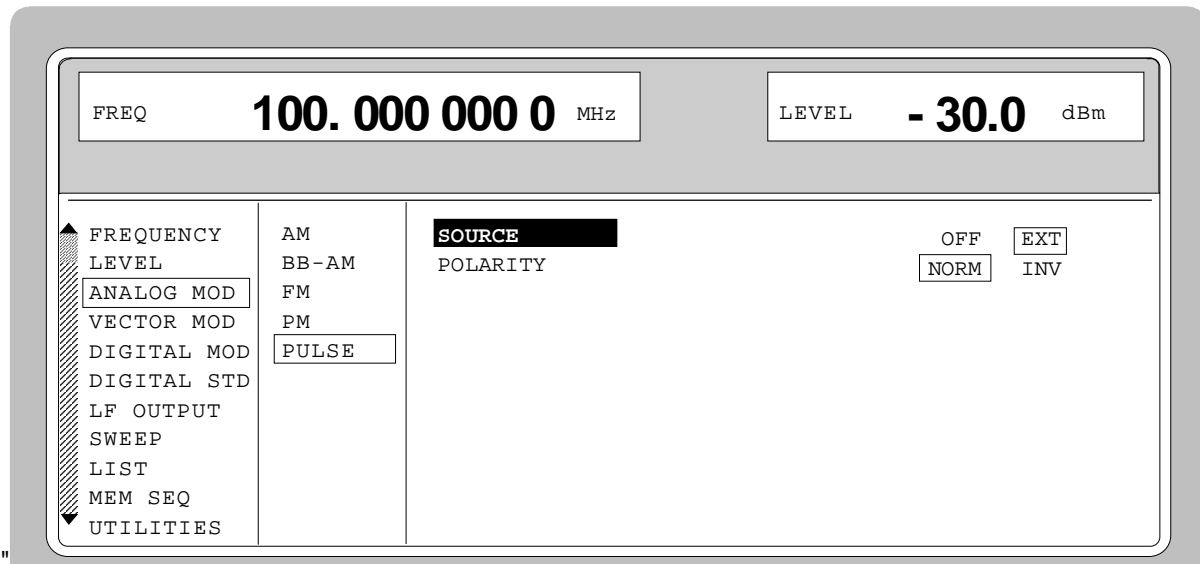 FREQ 100. 000 000 0 MHz LEVEL - 30.0 dBm
FREQUENCY AM SOURCE OFF EXT
LEVEL BB-AM POLARITY NORM INV
ANALOG MOD FM
VECTOR MOD PM
DIGITAL MOD PULSE
DIGITAL STD
LF OUTPUT
SWEEP
LIST
MEM SEQ
UTILITIES
"